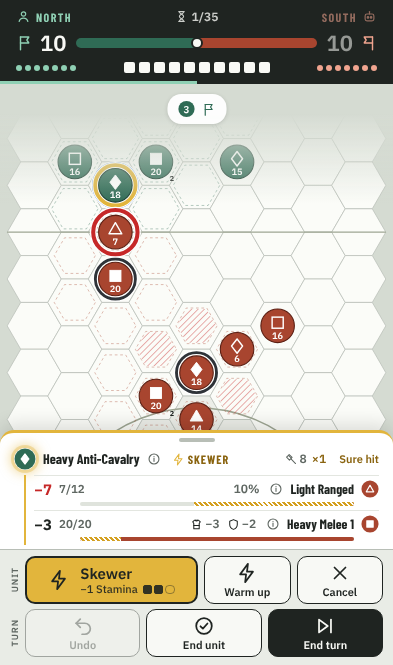 NORTH 1/35 SOUTH
10 10
3
16 20 15
2
18
7
20
16
6
18
20
2
14
Heavy Anti-Cavalry SKEWER 8 ×1 Sure hit
−7 7/12 10% Light Ranged
−3 20/20 −3 −2 Heavy Melee 1
UNIT
Skewer
−1 Stamina
Warm up
Cancel
TURN
Undo
End unit
End turn